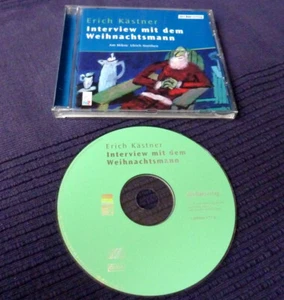 Erich Kästner
Interview mit dem
Weihnachtsmann
Erich Kästner
Interview mit dem
Weihnachtsmann